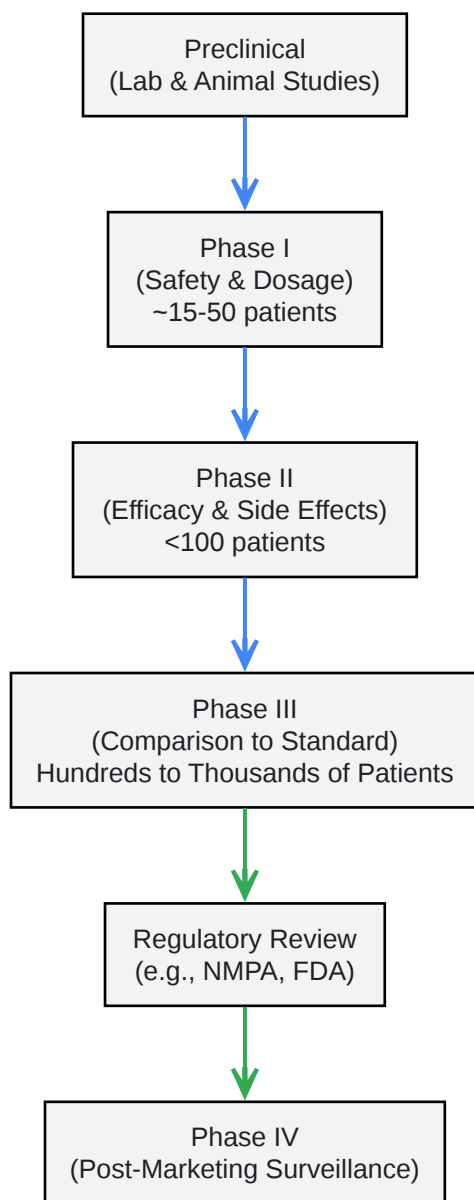 Preclinical
(Lab & Animal Studies)
Phase I
(Safety & Dosage)
~15-50 patients
Phase II
(Efficacy & Side Effects)
<100 patients
Phase III
(Comparison to Standard)
Hundreds to Thousands of Patients
Regulatory Review
(e.g., NMPA, FDA)
Phase IV
(Post-Marketing Surveillance)